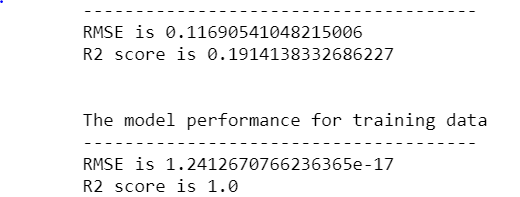 --------------------------------------
RMSE is 0.11690541048215006
R2 score is 0.1914138332686227
The model performance for training data
--------------------------------------
RMSE is 1.2412670766236365e-17
R2 score is 1.0